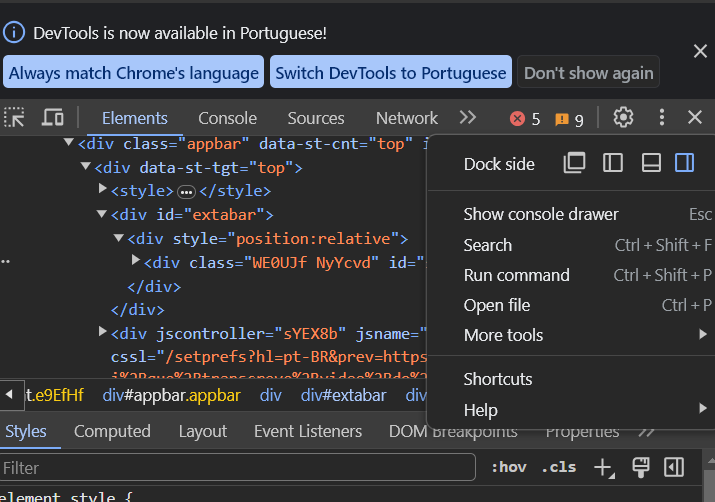 DevTools is now available in Portuguese!
Always match Chrome's language Switch DevTools to Portuguese Don't show again
Elements Console Sources Network 5 9
<div class="appbar" data-st-cnt="top"
<div data-st-tgt="top">
<style> </style>
<div id="extabar">
<div style="position:relative">
<div class="WE0UJf NyYcvd" id=
</div>
</div>
<div jscontroller="sYEX8b" jsname="
cssl="/setprefs?hl=pt-BR&prev=https
Dock side
Show console drawer Esc
Search Ctrl + Shift + F
Run command Ctrl + Shift + P
Open file Ctrl + P
More tools
Shortcuts
Help
nt.e9EfHf div#appbar.appbar div div#extabar div
Styles Computed Layout Event Listeners DOM Breakpoints Properties
Filter :hov .cls
element.style {